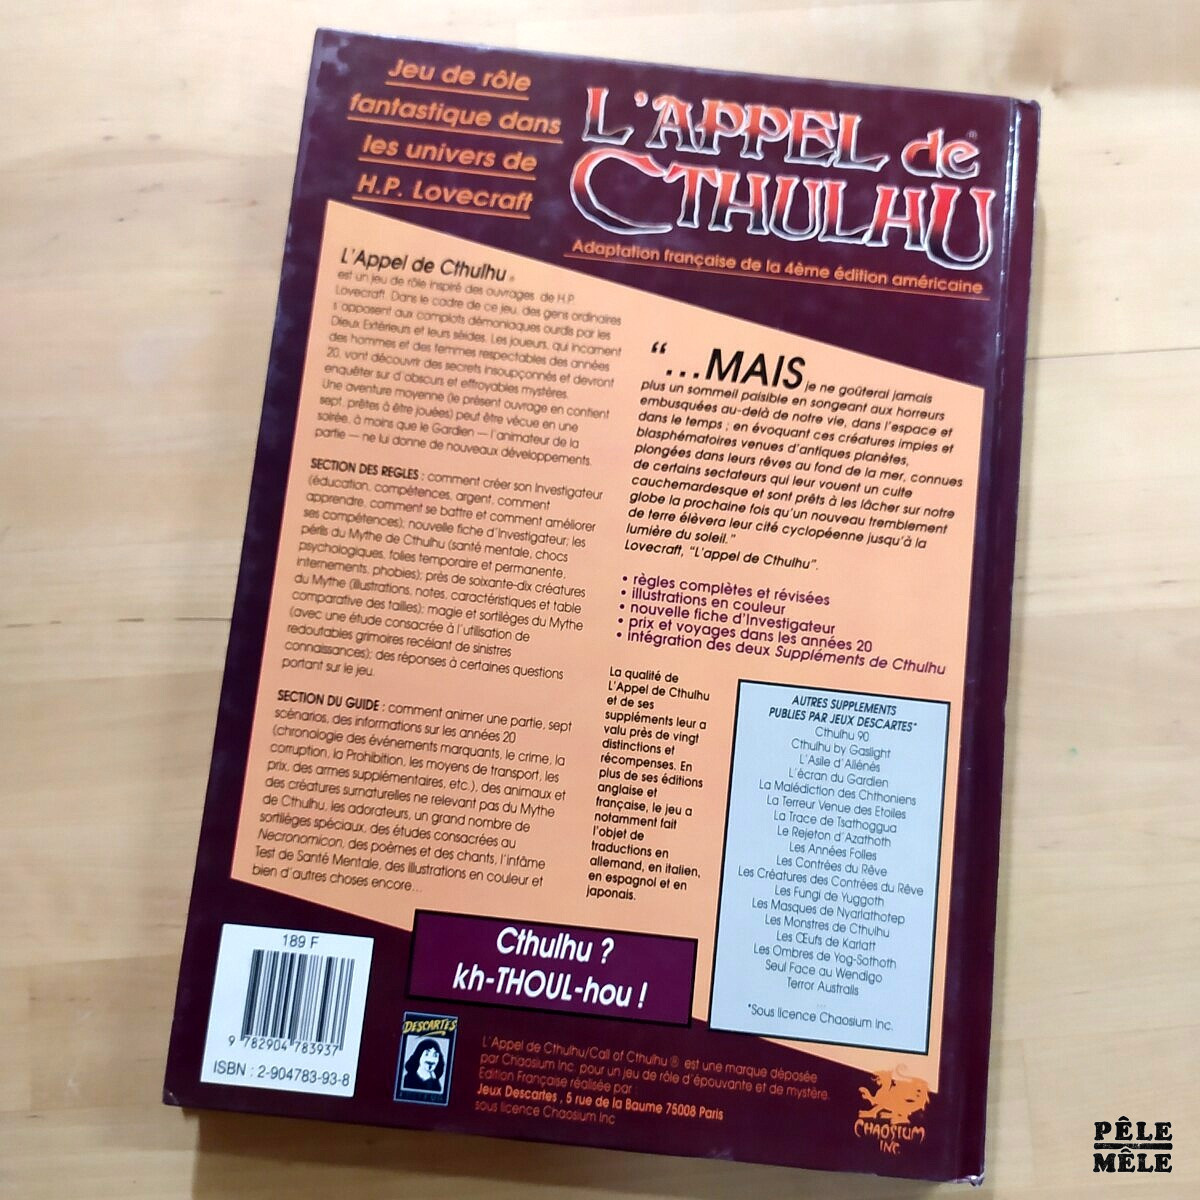 Jeu de rôle
fantastique dans
les univers de
H.P. Lovecraft
L'APPEL de
CTHULHU
®
Adaptation française de la 4ème édition américaine
L'Appel de Cthulhu ®
est un jeu de rôle inspiré des ouvrages de H.P.
Lovecraft. Dans le cadre de ce jeu, des gens ordinaires
s'opposent aux complots démoniaques ourdis par les
Dieux Extérieurs et leurs séides. Les joueurs, qui incarnent
des hommes et des femmes respectables des années
20, vont découvrir des secrets insoupçonnés et devront
enquêter sur d'obscurs et effroyables mystères.
Une aventure moyenne (le présent ouvrage en contient
sept, prêtes à être jouées) peut être vécue en une
soirée, à moins que le Gardien — l'animateur de la
partie — ne lui donne de nouveaux développements.
SECTION DES REGLES : comment créer son Investigateur
(éducation, compétences, argent, comment
apprendre, comment se battre et comment améliorer
ses compétences); nouvelle fiche d'Investigateur; les
périls du Mythe de Cthulhu (santé mentale, chocs
psychologiques, folies temporaire et permanente,
internements, phobies); près de soixante-dix créatures
du Mythe (illustrations, notes, caractéristiques et table
comparative des tailles); magie et sortilèges du Mythe
(avec une étude consacrée à l'utilisation de
redoutables grimoires recélant de sinistres
connaissances); des réponses à certaines questions
portant sur le jeu.
SECTION DU GUIDE : comment animer une partie, sept
scénarios, des informations sur les années 20
(chronologie des événements marquants, le crime, la
corruption, la Prohibition, les moyens de transport, les
prix, des armes supplémentaires, etc.), des animaux et
des créatures surnaturelles ne relevant pas du Mythe
de Cthulhu, les adorateurs, un grand nombre de
sortilèges spéciaux, des études consacrées au
Necronomicon, des poèmes et des chants, l'infâme
Test de Santé Mentale, des illustrations en couleur et
bien d'autres choses encore...
"...MAIS je ne goûterai jamais
plus un sommeil paisible en songeant aux horreurs
embusquées au-delà de notre vie, dans l'espace et
dans le temps ; en évoquant ces créatures impies et
blasphématoires venues d'antiques planètes,
plongées dans leurs rêves au fond de la mer, connues
de certains sectateurs qui leur vouent un culte
cauchemardesque et sont prêts à les lâcher sur notre
globe la prochaine fois qu'un nouveau tremblement
de terre élèvera leur cité cyclopéenne jusqu'à la
lumière du soleil."
Lovecraft, "L'appel de Cthulhu".
• règles complètes et révisées
• illustrations en couleur
• nouvelle fiche d'Investigateur
• prix et voyages dans les années 20
• intégration des deux Suppléments de Cthulhu
La qualité de
L'Appel de Cthulhu
et de ses
suppléments leur a
valu près de vingt
distinctions et
récompenses. En
plus de ses éditions
anglaise et
française, le jeu a
notamment fait
l'objet de
traductions en
allemand, en italien,
en espagnol et en
japonais.
AUTRES SUPPLEMENTS
PUBLIES PAR JEUX DESCARTES*
Cthulhu 90
Cthulhu by Gaslight
L'Asile d'Aliénés
L'écran du Gardien
La Malédiction des Chthoniens
La Terreur Venue des Etoiles
La Trace de Tsathoggua
Le Rejeton d'Azathoth
Les Années Folles
Les Contrées du Rêve
Les Créatures des Contrées du Rêve
Les Fungi de Yuggoth
Les Masques de Nyarlathotep
Les Monstres de Cthulhu
Les Œufs de Karlatt
Les Ombres de Yog-Sothoth
Seul Face au Wendigo
Terror Australis
...
*Sous licence Chaosium Inc.
Cthulhu ?
kh-THOUL-hou !
189 F
9 782904 783937
ISBN : 2-904783-93-8
DESCARTES
L'Appel de Cthulhu/Call of Cthulhu ® est une marque déposée
par Chaosium Inc. pour un jeu de rôle d'épouvante et de mystère.
Edition Française réalisée par :
Jeux Descartes , 5 rue de la Baume 75008 Paris
sous licence Chaosium Inc
CHAOSIUM
INC.
PÊLE
MÊLE